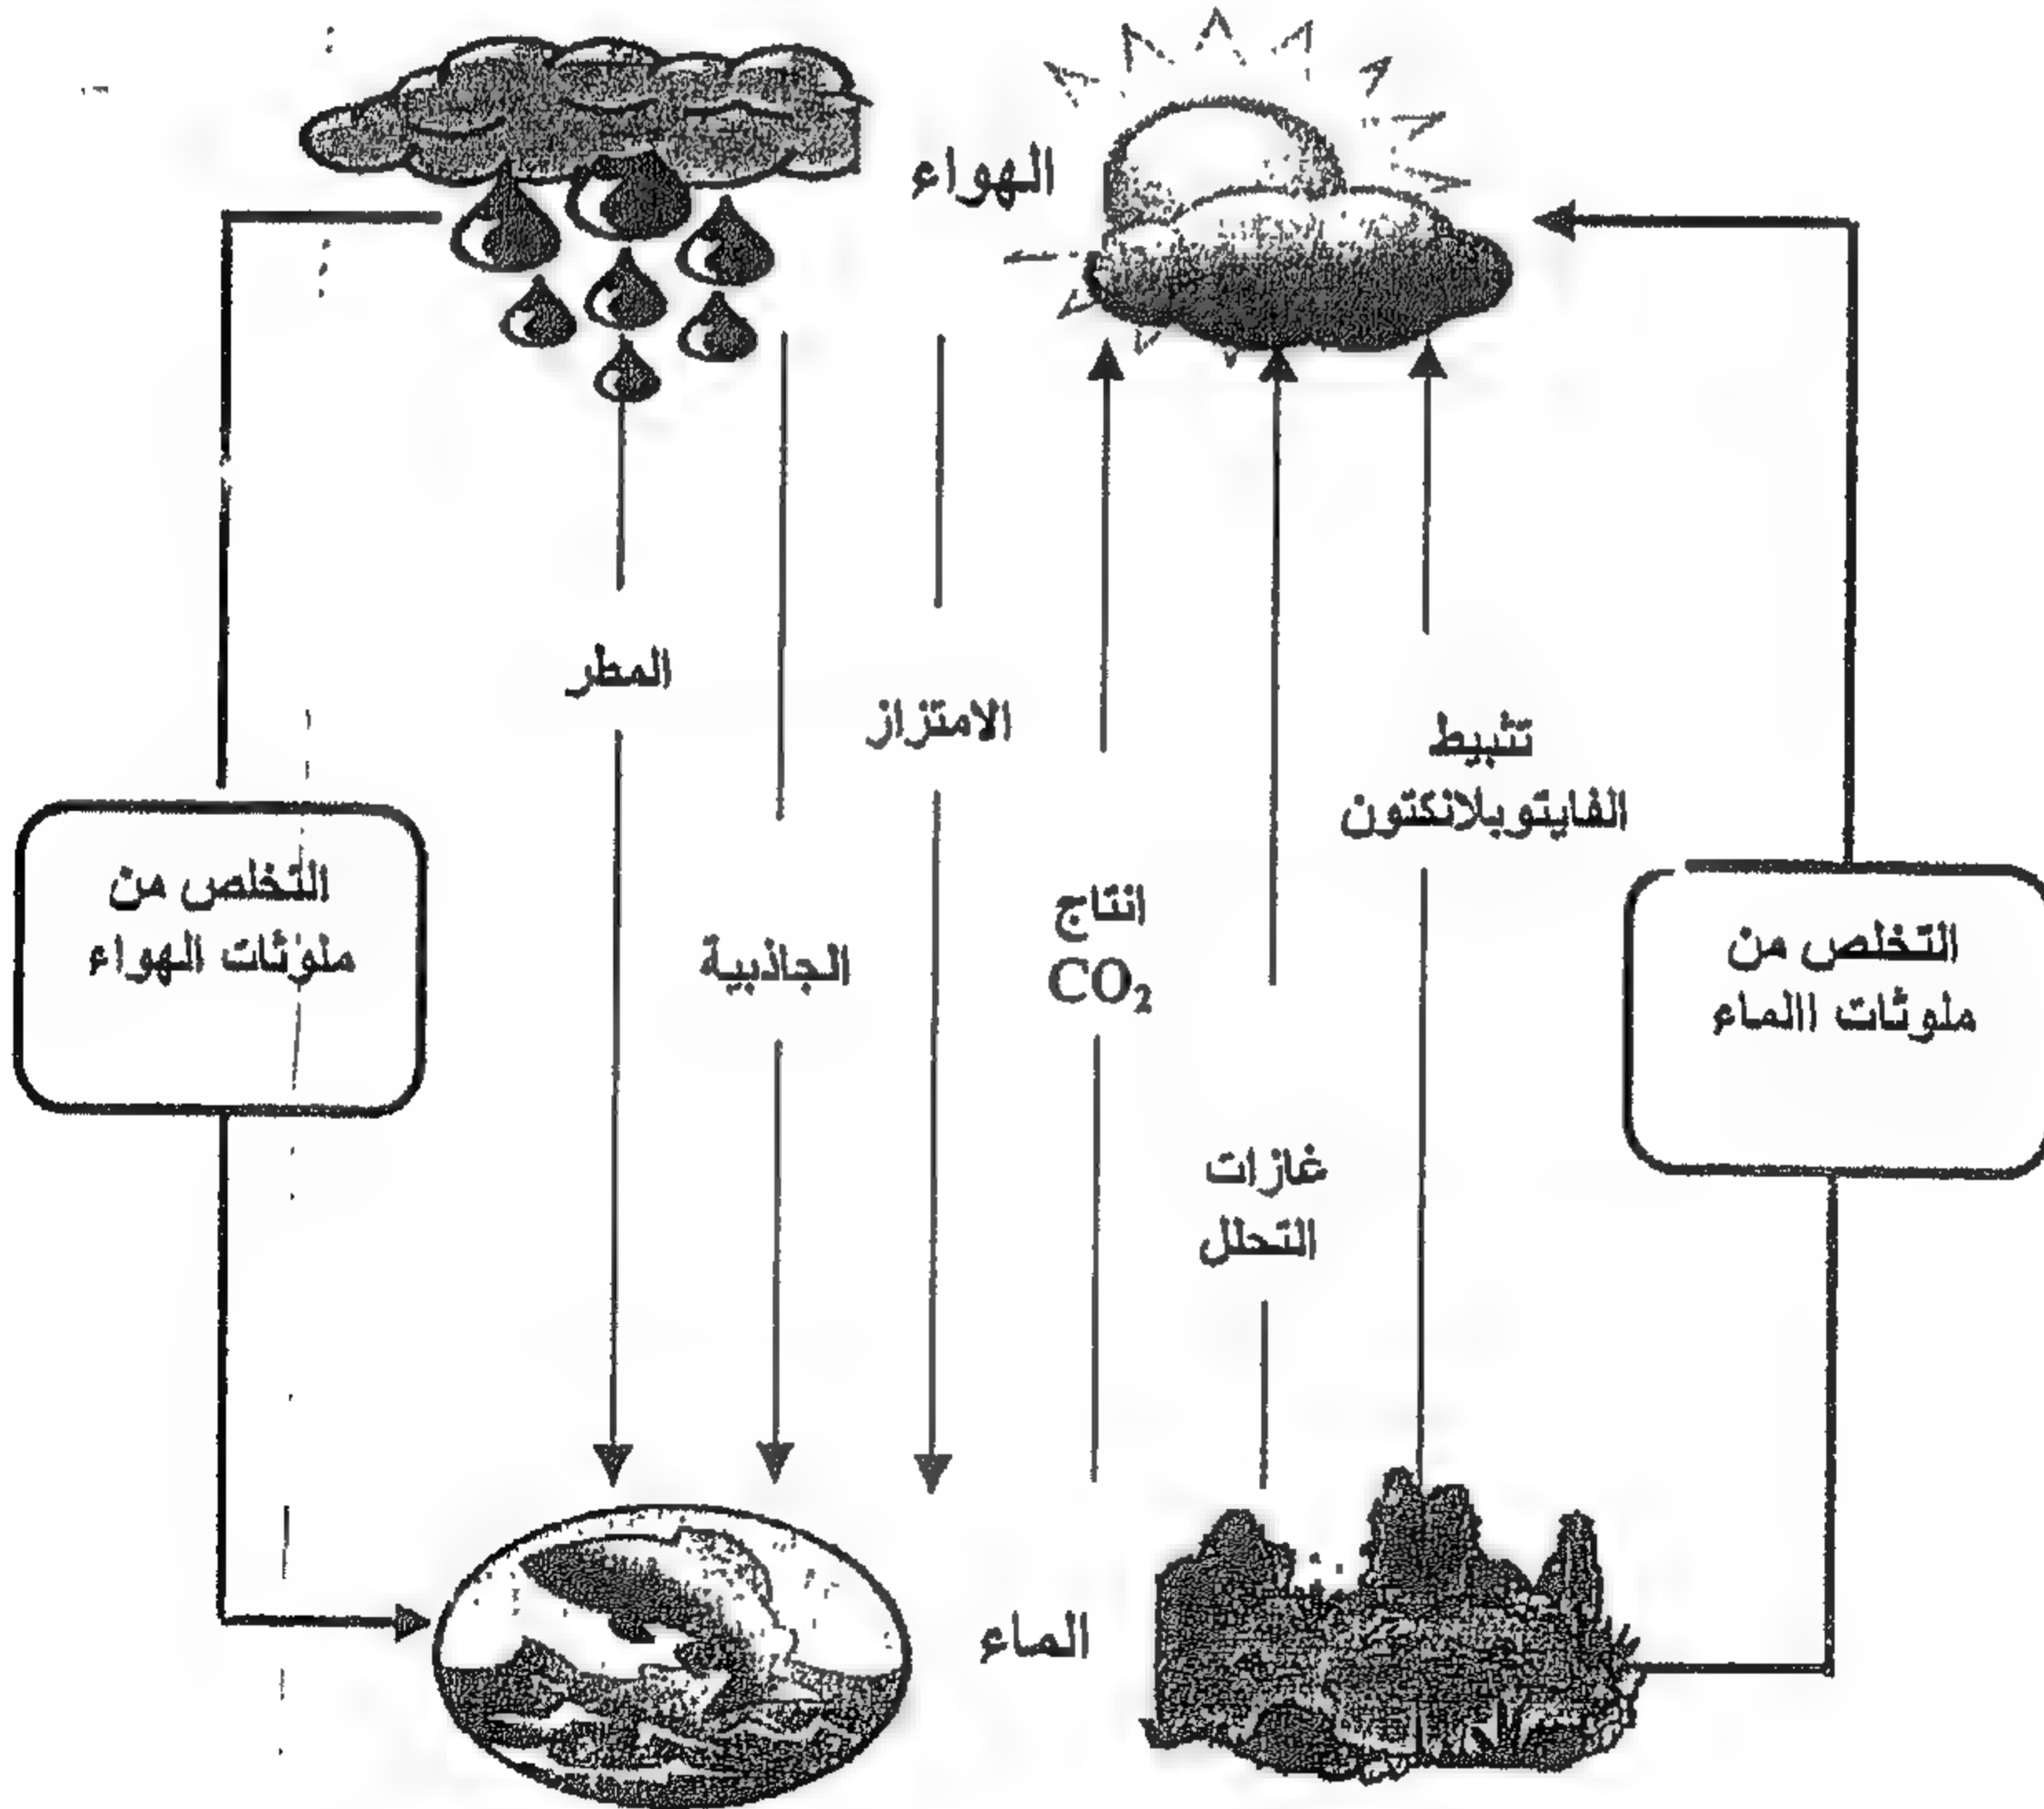 الهواء
المطر
الامتزاز
تثبيط
الفايتوبلانكتون
التخلص من
ملوثات الهواء
الجاذبية
انتاج
CO₂
التخلص من
ملوثات االماء
غازات
التحلل
الماء